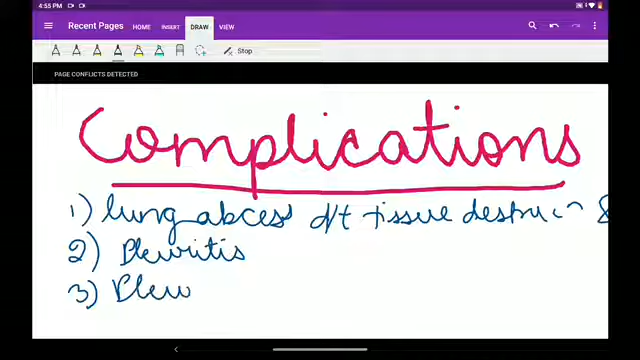 4:55 PM
Recent Pages HOME INSERT DRAW VIEW
Stop
PAGE CONFLICTS DETECTED
Complications
1) lung abcess d/t tissue destruc &
2) Pleuritis
3) Pleu